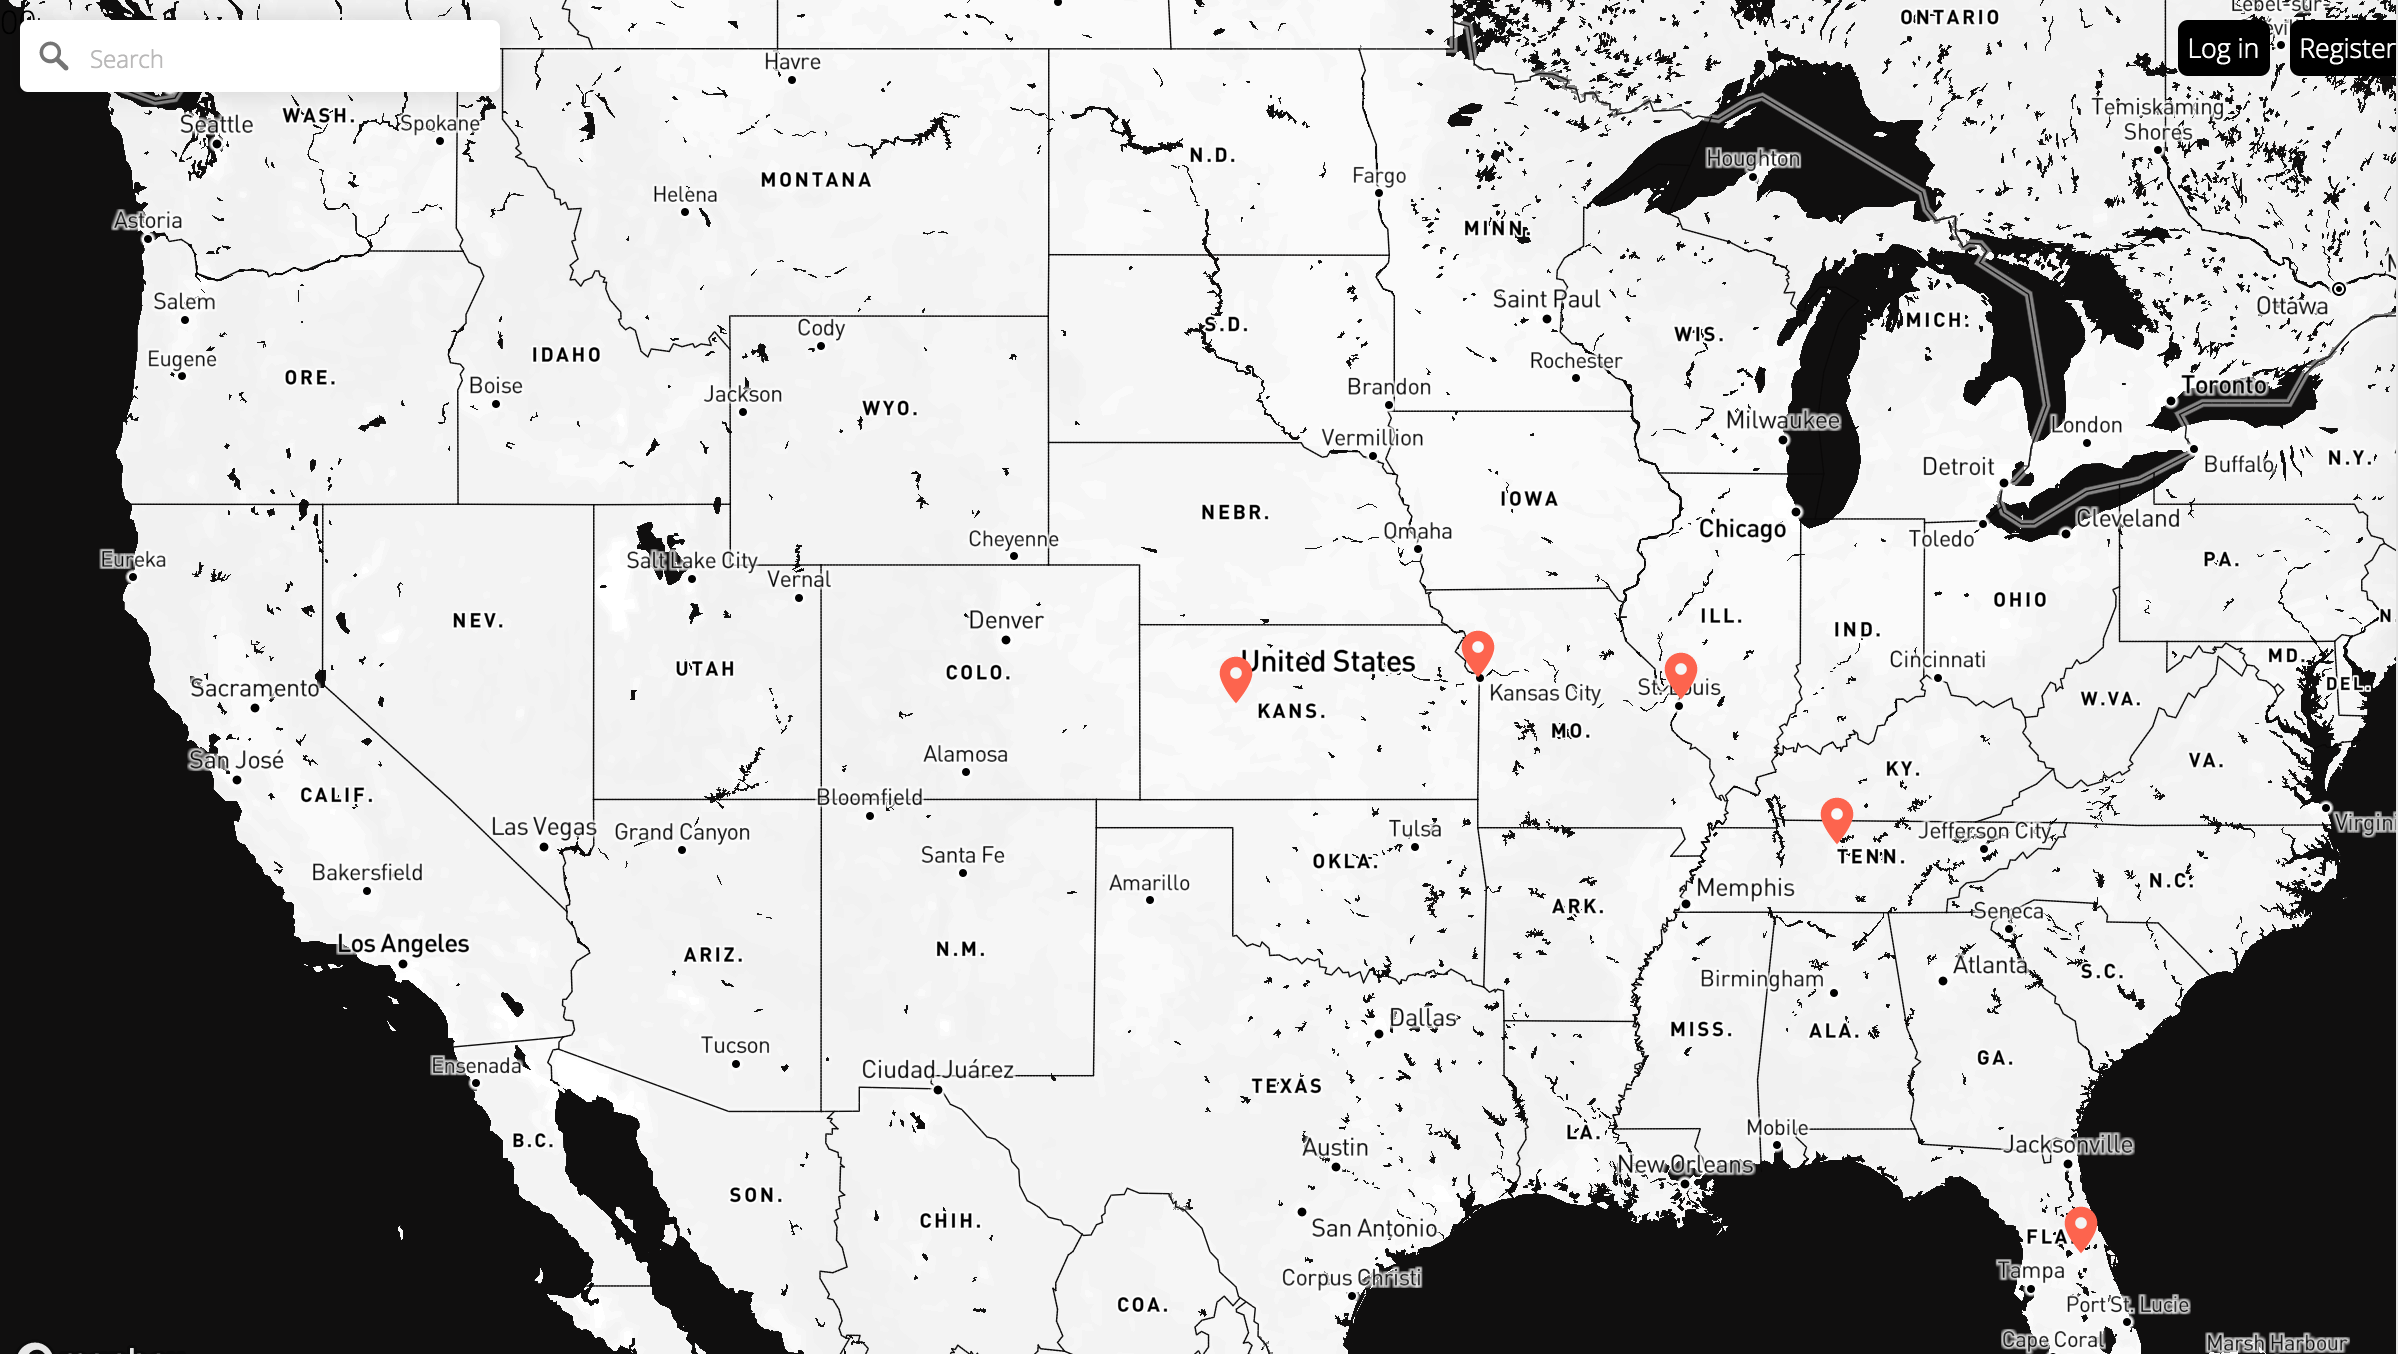 Search
Log in
Register
ONTARIO
Havre
WASH.
Seattle
Spokane
Temiskaming
Shores
N.D.
Houghton
MONTANA
Fargo
Helena
Astoria
MINN.
Salem
Saint Paul
Ottawa
Cody
S.D.
WIS.
MICH.
Eugene
IDAHO
Rochester
ORE.
Boise
Jackson
Brandon
Toronto
WYO.
Milwaukee
London
Vermillion
Detroit
Buffalo
N.Y.
IOWA
NEBR.
Chicago
Cleveland
Omaha
Cheyenne
Toledo
Eureka
Salt Lake City
PA.
Vernal
OHIO
Denver
ILL.
NEV.
IND.
United States
Cincinnati
MD.
UTAH
COLO.
DEL.
Sacramento
Kansas City
St. Louis
W.VA.
KANS.
MO.
San José
Alamosa
VA.
KY.
CALIF.
Bloomfield
Las Vegas
Grand Canyon
Tulsa
Jefferson City
Santa Fe
OKLA.
TENN.
Bakersfield
Amarillo
Memphis
N.C.
ARK.
Seneca
Los Angeles
ARIZ.
N.M.
Atlanta
S.C.
Birmingham
Dallas
MISS.
ALA.
Tucson
GA.
Ensenada
Ciudad Juárez
TEXAS
Mobile
LA.
B.C.
Austin
Jacksonville
New Orleans
SON.
CHIH.
San Antonio
FLA.
Tampa
Corpus Christi
COA.
Port St. Lucie
Cape Coral
Marsh Harbour